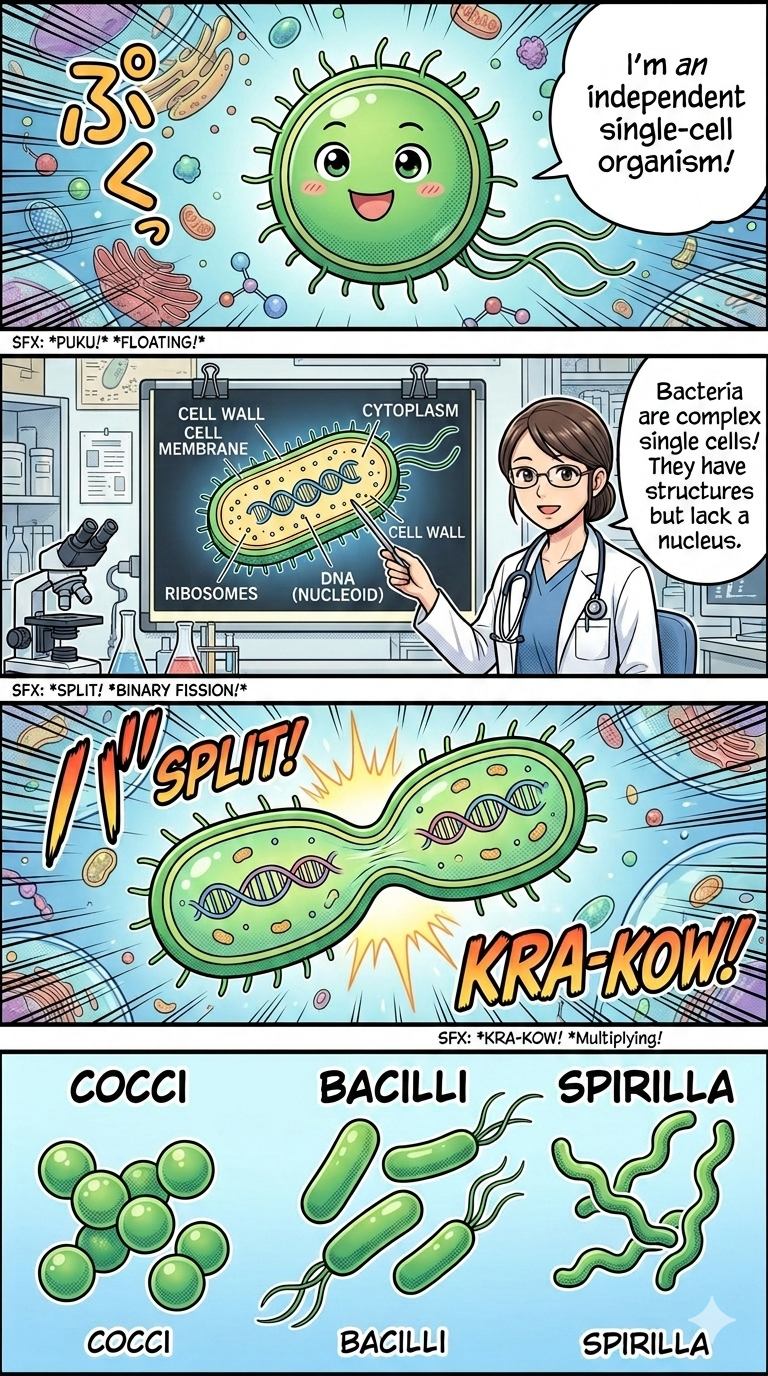 ぷくっ
I'm an
independent
single-cell
organism!
SFX: *PUKU!* *FLOATING!*
CELL WALL
CELL
MEMBRANE
CYTOPLASM
CELL WALL
RIBOSOMES
DNA
(NUCLEOID)
Bacteria
are complex
single cells!
They have
structures
but lack a
nucleus.
SFX: *SPLIT! *BINARY FISSION!*
バ
SPLIT!
KRA-KOW!
SFX: *KRA-KOW! *Multiplying!
COCCI
BACILLI
SPIRILLA
COCCI
BACILLI
SPIRILLA